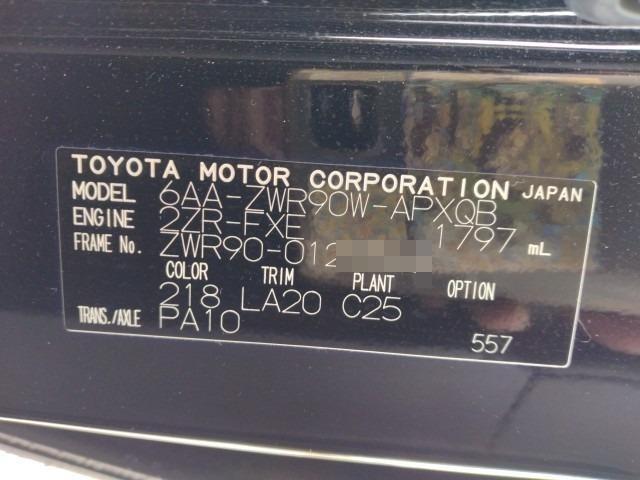 TOYOTA MOTOR CORPORATION JAPAN
MODEL 6AA-ZWR90W-APXQB
ENGINE 2ZR-FXE 1797 mL
FRAME No. ZWR90-012
COLOR TRIM PLANT OPTION
218 LA20 C25
TRANS./AXLE PA10
557